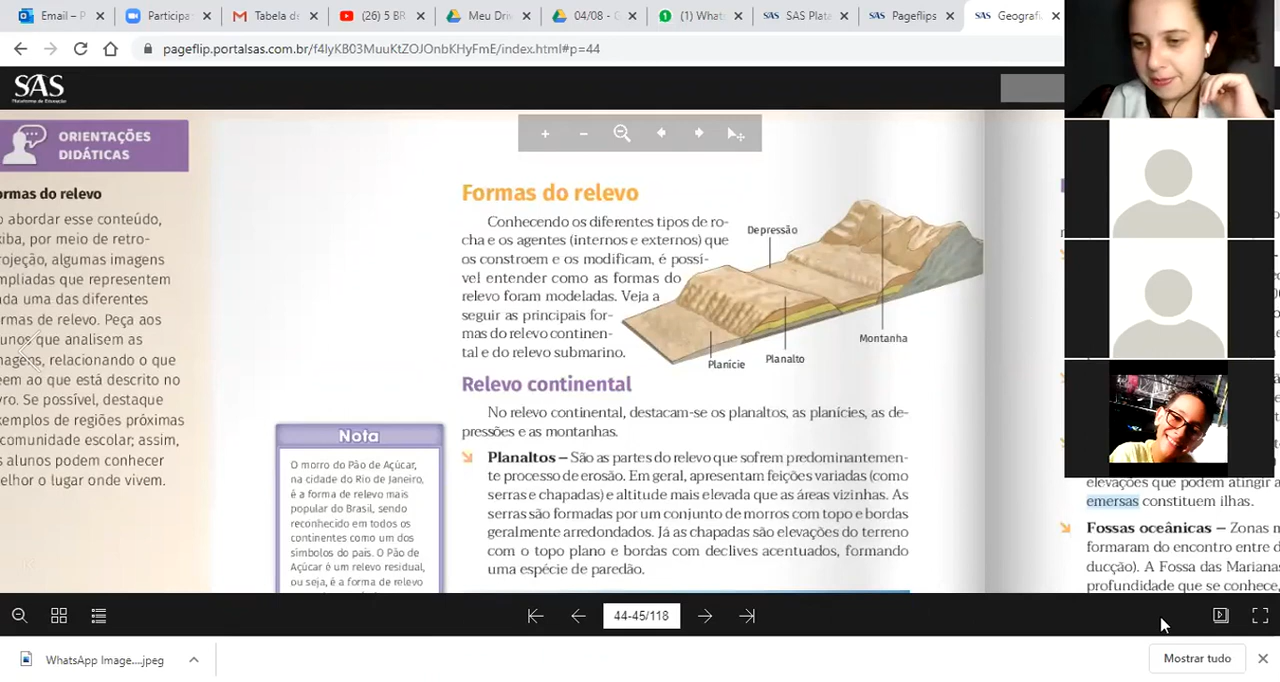 Email – P
Participa
Tabela de
(26) 5 BR
Meu Dri
04/08 - 
(1) Whats
SAS Plata
Pageflips
Geografi
pageflip.portalsas.com.br/f4lyKB03MuuKtZOJOnbKHyFmE/index.html#p=44
SAS
Plataforma de Educação
ORIENTAÇÕES
DIDÁTICAS
ormas do relevo
o abordar esse conteúdo,
xiba, por meio de retro-
rojeção, algumas imagens
mpliadas que representem
ada uma das diferentes
ormas de relevo. Peça aos
unos que analisem as
magens, relacionando o que
eem ao que está descrito no
vro. Se possível, destaque
xemplos de regiões próximas
comunidade escolar; assim,
s alunos podem conhecer
elhor o lugar onde vivem.
Formas do relevo
Conhecendo os diferentes tipos de ro-
cha e os agentes (internos e externos) que
os constroem e os modificam, é possí-
vel entender como as formas do
relevo foram modeladas. Veja a
seguir as principais for-
mas do relevo continen-
tal e do relevo submarino.
Depressão
Montanha
Planalto
Planície
Relevo continental
No relevo continental, destacam-se os planaltos, as planícies, as de-
pressões e as montanhas.
Planaltos – São as partes do relevo que sofrem predominantemen-
te processo de erosão. Em geral, apresentam feições variadas (como
serras e chapadas) e altitude mais elevada que as áreas vizinhas. As
serras são formadas por um conjunto de morros com topo e bordas
geralmente arredondados. Já as chapadas são elevações do terreno
com o topo plano e bordas com declives acentuados, formando
uma espécie de paredão.
Nota
O morro do Pão de Açúcar,
na cidade do Rio de Janeiro,
é a forma de relevo mais
popular do Brasil, sendo
reconhecido em todos os
continentes como um dos
símbolos do país. O Pão de
Açúcar é um relevo residual,
ou seja, é a forma de relevo
elevações que podem atingir a
emersas constituem ilhas.
Fossas oceânicas – Zonas
formaram do encontro entre d
ducção). A Fossa das Marianas
profundidade que se conhece,
44-45/118
WhatsApp Image....jpeg
Mostrar tudo